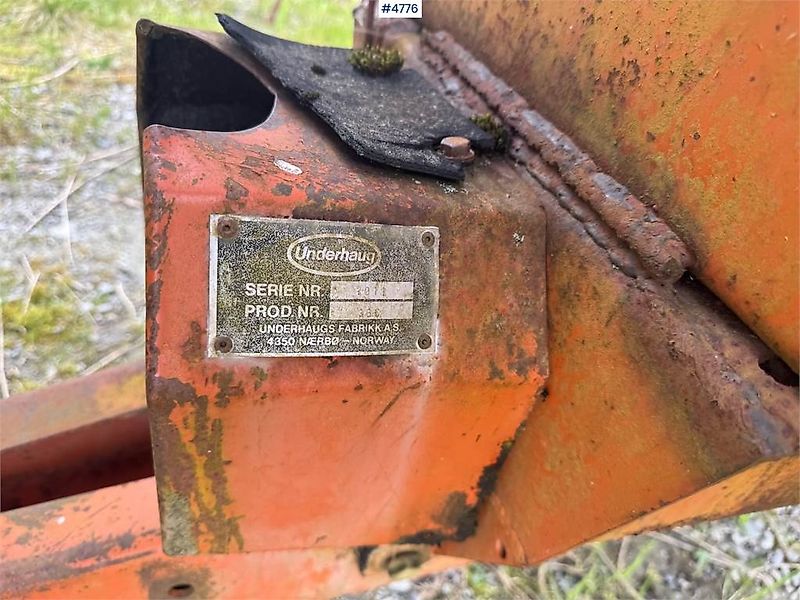 #4776
Underhaug
SERIE NR.
PROD NR.
UNDERHAUGS FABRIKK A.S.
4350 NÆRBØ – NORWAY